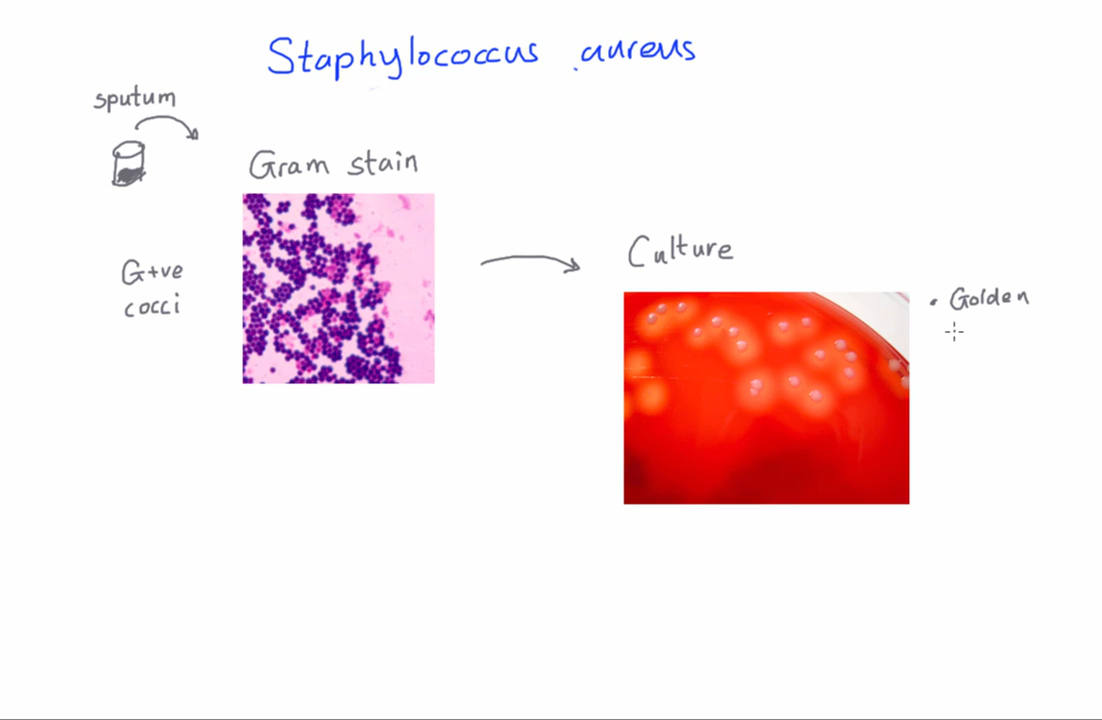 Staphylococcus aureus
sputum
Gram stain
G+ve
cocci
Culture
• Golden